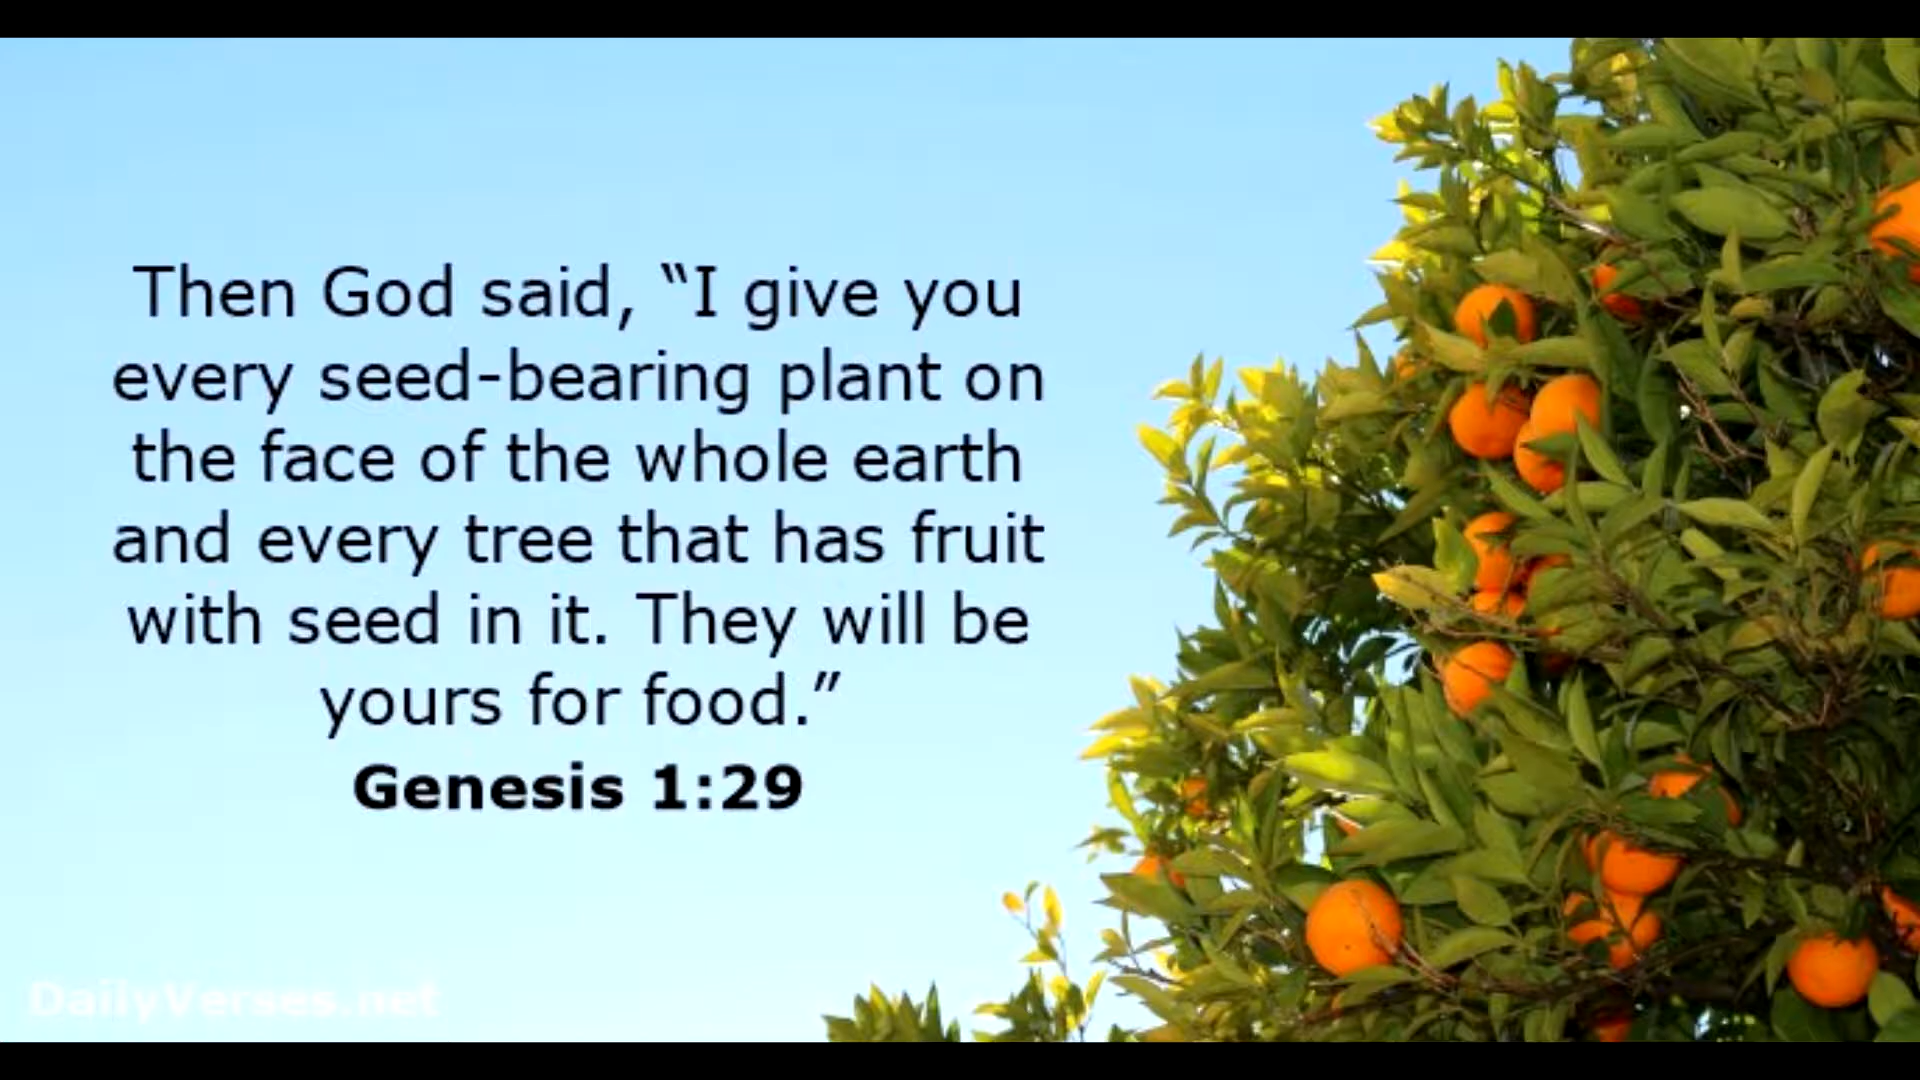 Then God said, “I give you
every seed-bearing plant on
the face of the whole earth
and every tree that has fruit
with seed in it. They will be
yours for food.”
Genesis 1:29
DailyVerses.net